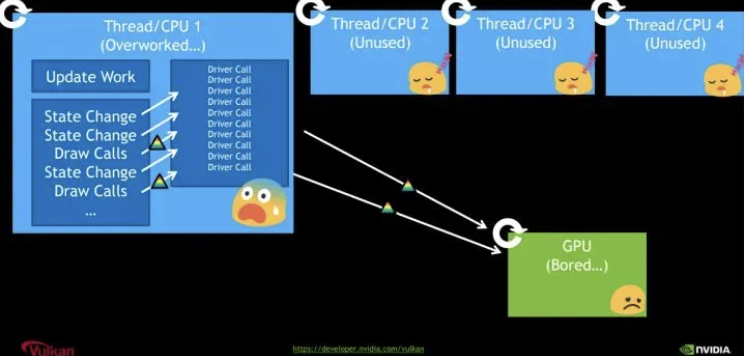 Thread/CPU 1
(Overworked...)
Update Work
State Change
State Change
Draw Calls
State Change
Draw Calls
...
Driver Call
Driver Call
Driver Call
Driver Call
Driver Call
Driver Call
Driver Call
Driver Call
Driver Call
Driver Call
Thread/CPU 2
(Unused)
Thread/CPU 3
(Unused)
Thread/CPU 4
(Unused)
GPU
(Bored...)
Vulkan
https://developer.nvidia.com/vulkan
NVIDIA